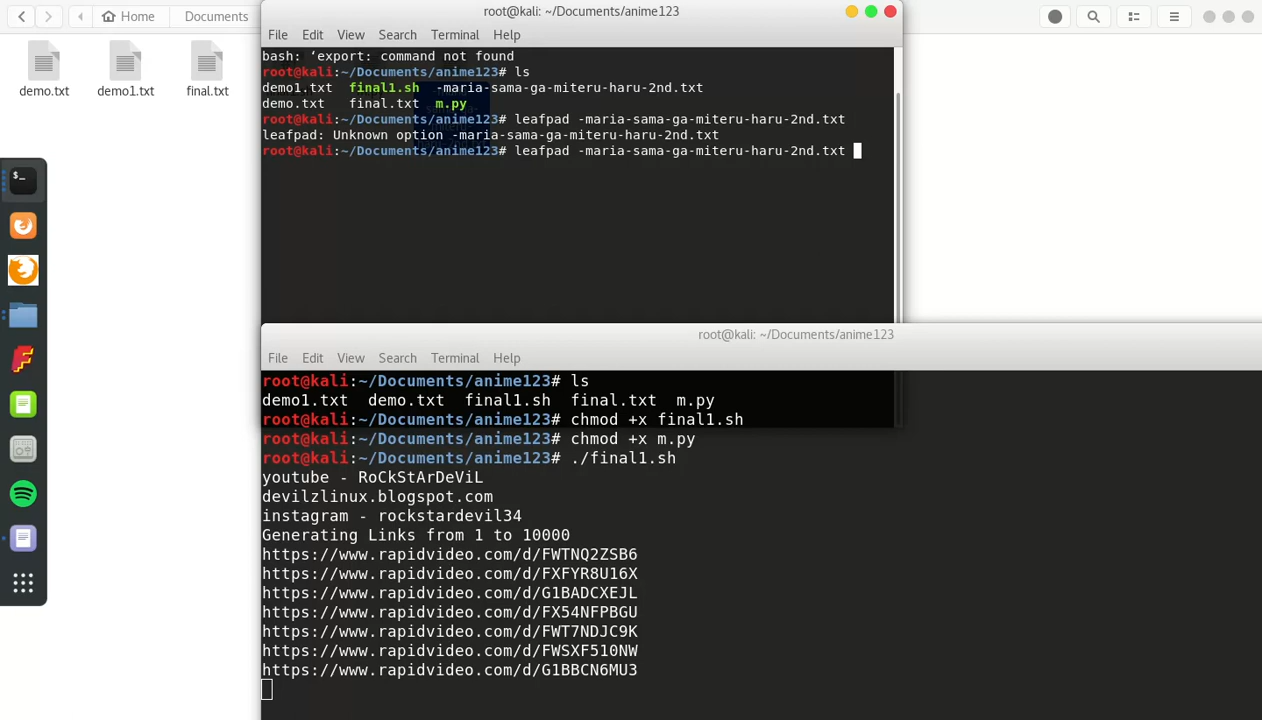 Home
Documents
demo.txt
demo1.txt
final.txt
$_
root@kali: ~/Documents/anime123
File Edit View Search Terminal Help
bash: ‘export: command not found
root@kali:~/Documents/anime123# ls
demo1.txt final1.sh -maria-sama-ga-miteru-haru-2nd.txt
demo.txt final.txt m.py
root@kali:~/Documents/anime123# leafpad -maria-sama-ga-miteru-haru-2nd.txt
leafpad: Unknown option -maria-sama-ga-miteru-haru-2nd.txt
root@kali:~/Documents/anime123# leafpad -maria-sama-ga-miteru-haru-2nd.txt
root@kali: ~/Documents/anime123
File Edit View Search Terminal Help
root@kali:~/Documents/anime123# ls
demo1.txt demo.txt final1.sh final.txt m.py
root@kali:~/Documents/anime123# chmod +x final1.sh
root@kali:~/Documents/anime123# chmod +x m.py
root@kali:~/Documents/anime123# ./final1.sh
youtube - RoCkStArDeViL
devilzlinux.blogspot.com
instagram - rockstardevil34
Generating Links from 1 to 10000
https://www.rapidvideo.com/d/FWTNQ2ZSB6
https://www.rapidvideo.com/d/FXFYR8U16X
https://www.rapidvideo.com/d/G1BADCXEJL
https://www.rapidvideo.com/d/FX54NFPBGU
https://www.rapidvideo.com/d/FWT7NDJC9K
https://www.rapidvideo.com/d/FWSXF510NW
https://www.rapidvideo.com/d/G1BBCN6MU3